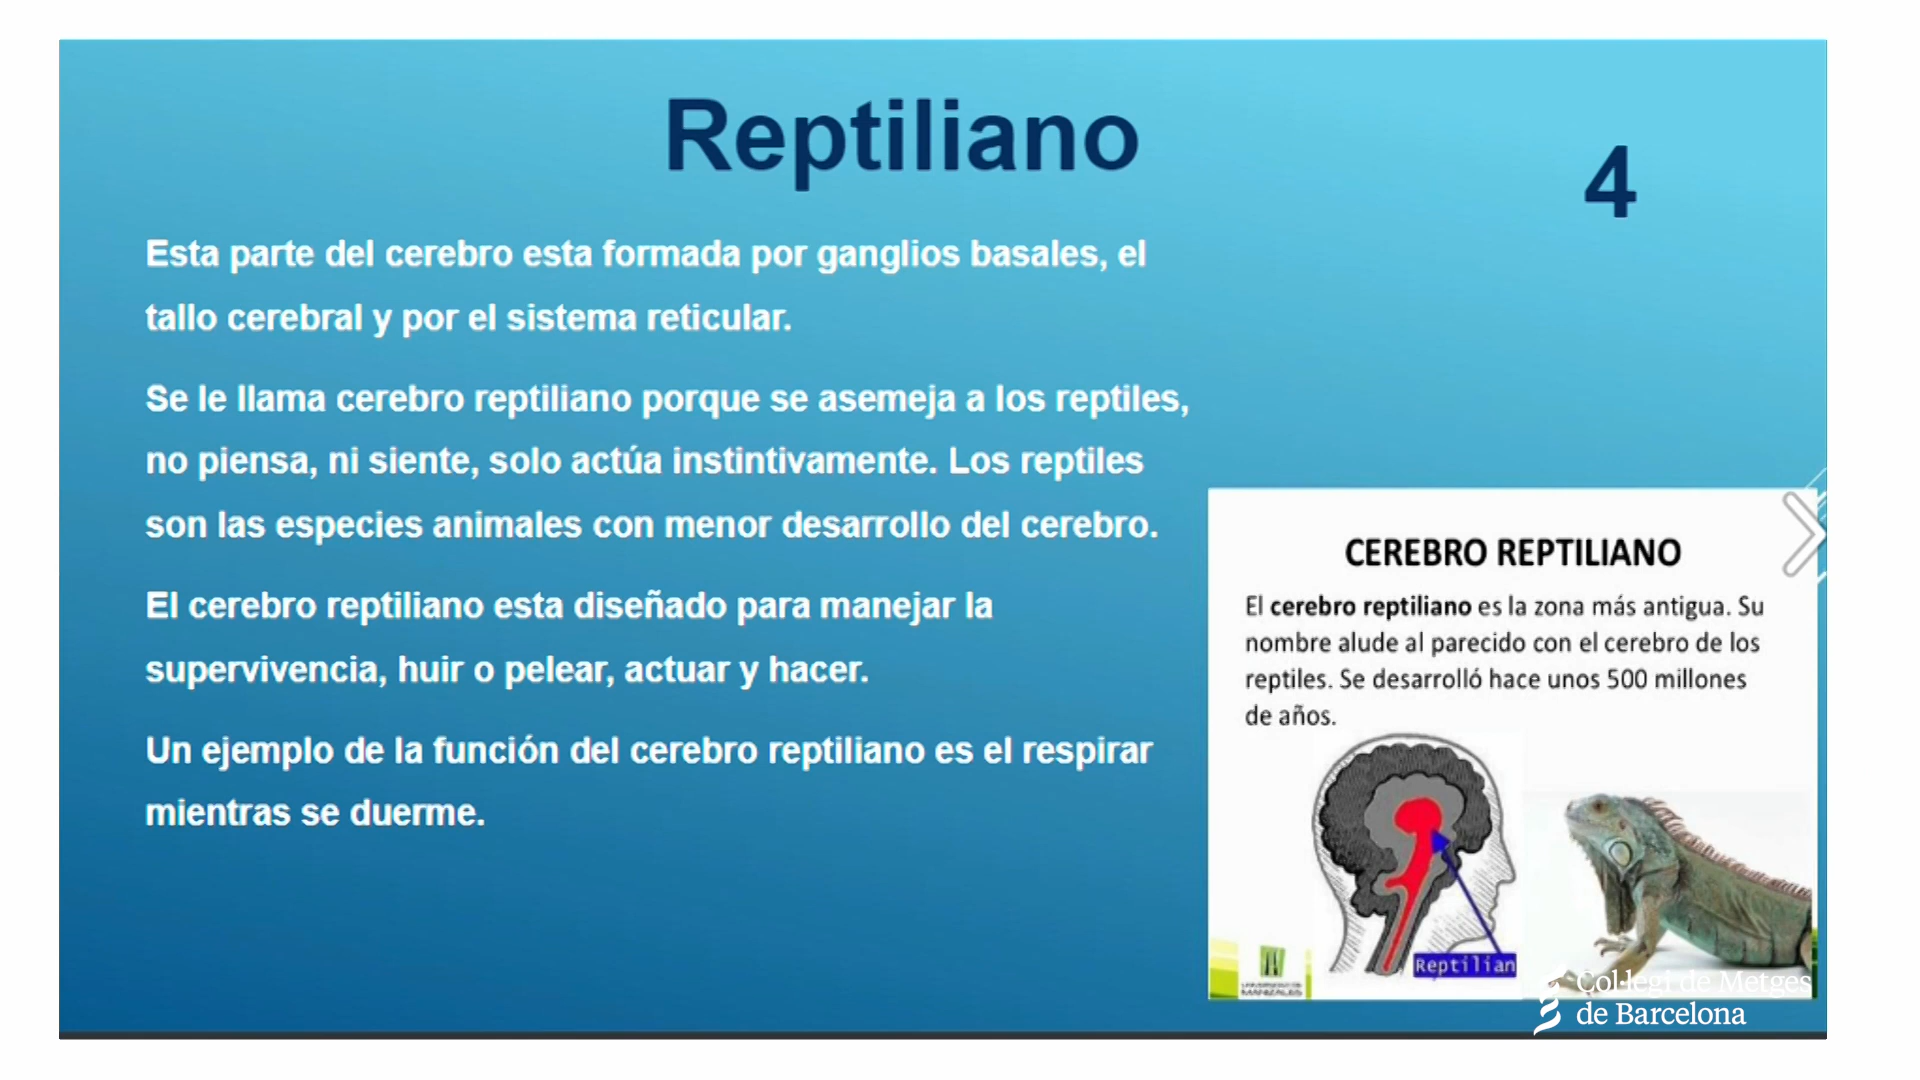 Reptiliano
4
Esta parte del cerebro esta formada por ganglios basales, el
tallo cerebral y por el sistema reticular.
Se le llama cerebro reptiliano porque se asemeja a los reptiles,
no piensa, ni siente, solo actúa instintivamente. Los reptiles
son las especies animales con menor desarrollo del cerebro.
El cerebro reptiliano esta diseñado para manejar la
supervivencia, huir o pelear, actuar y hacer.
Un ejemplo de la función del cerebro reptiliano es el respirar
mientras se duerme.
CEREBRO REPTILIANO
El cerebro reptiliano es la zona más antigua. Su
nombre alude al parecido con el cerebro de los
reptiles. Se desarrolló hace unos 500 millones
de años.
Reptilian
UNIVERSIDAD DE
MANIZALES
Col·legi de Metges
de Barcelona